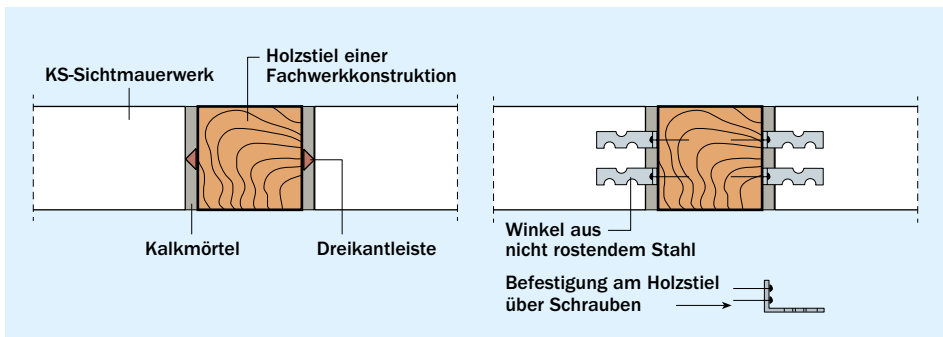 Holzstiel einer
Fachwerkkonstruktion
KS-Sichtmauerwerk
Kalkmörtel
Dreikantleiste
Winkel aus
nicht rostendem Stahl
Befestigung am Holzstiel
über Schrauben